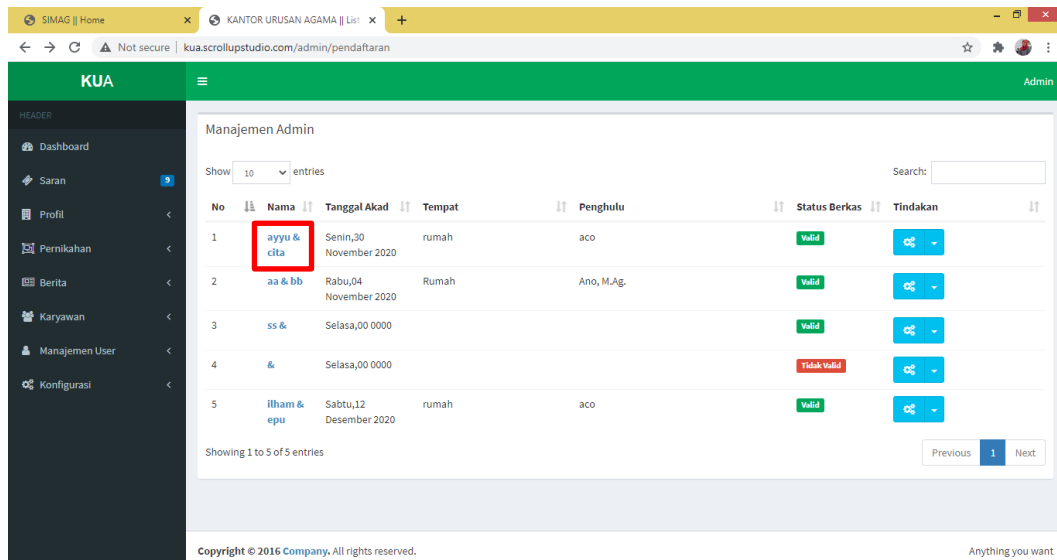 SIMAG || Home
KANTOR URUSAN AGAMA || List
Not secure | kua.scrollupstudio.com/admin/pendaftaran
KUA
Admin
HEADER
Dashboard
Saran 9
Profil
Pernikahan
Berita
Karyawan
Manajemen User
Konfigurasi
Manajemen Admin
Show 10 entries
Search:
No Nama Tanggal Akad Tempat Penghulu Status Berkas Tindakan
1 ayyu & Senin,30 rumah aco Valid
cita November 2020
2 aa & bb Rabu,04 Rumah Ano, M.Ag. Valid
November 2020
3 ss & Selasa,00 0000 Valid
4 & Selasa,00 0000 Tidak Valid
5 ilham & Sabtu,12 rumah aco Valid
epu Desember 2020
Showing 1 to 5 of 5 entries
Previous 1 Next
Copyright © 2016 Company. All rights reserved.
Anything you want